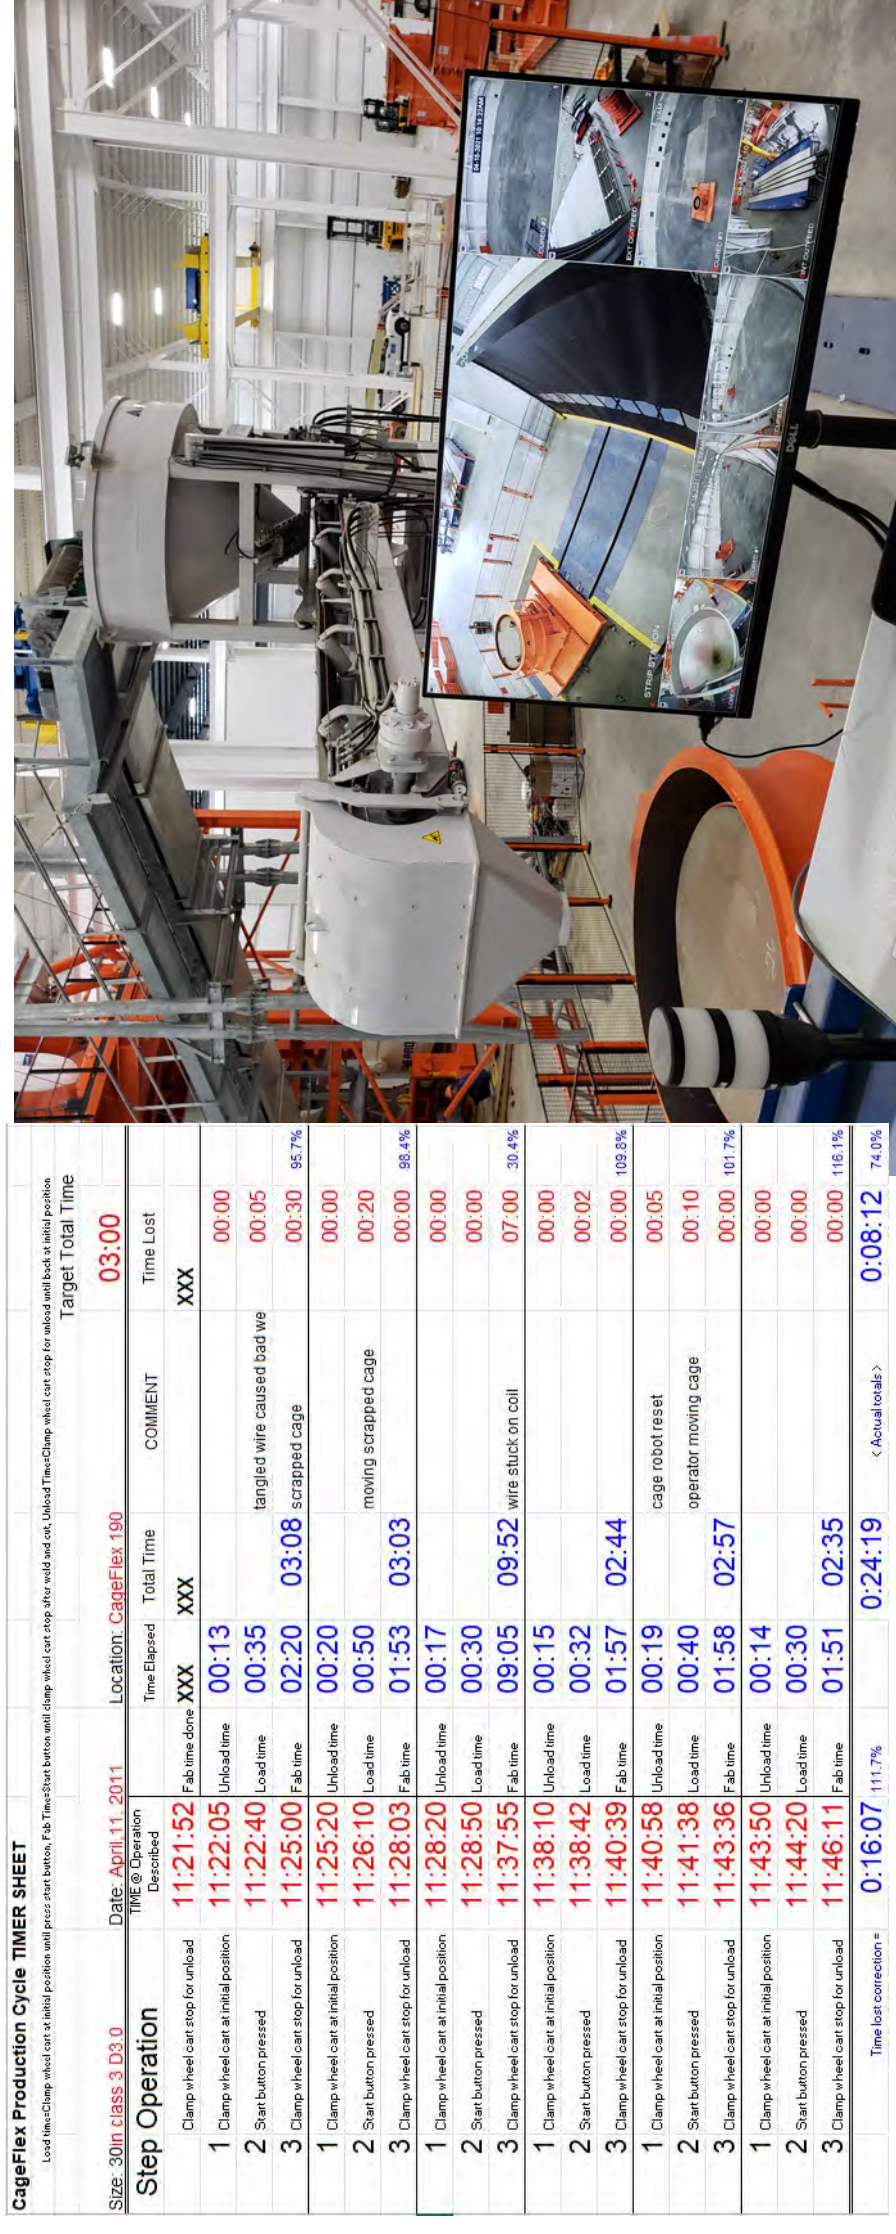 CageFlex Production Cycle TIMER SHEET
Load time=Clamp wheel cart at initial position until press start button, Fab Time=Start button until clamp wheel cart stop after weld and cut, Unload Time=Clamp wheel cart stop for unload until back at initial position
Target Total Time
Size: 30in class 3 D3.0 Date: April,11, 2011 Location: CageFlex 190 03:00
Step Operation TIME @ Operation Described Time Elapsed Total Time COMMENT Time Lost
Clamp wheel cart stop for unload 11:21:52 Fab time done XXX XXX XXX
1 Clamp wheel cart at initial position 11:22:05 Unload time 00:13 00:00
2 Start button pressed 11:22:40 Load time 00:35 tangled wire caused bad we 00:05
3 Clamp wheel cart stop for unload 11:25:00 Fab time 02:20 03:08 scrapped cage 00:30 95.7%
1 Clamp wheel cart at initial position 11:25:20 Unload time 00:20 00:00
2 Start button pressed 11:26:10 Load time 00:50 moving scrapped cage 00:20
3 Clamp wheel cart stop for unload 11:28:03 Fab time 01:53 03:03 00:00 98.4%
1 Clamp wheel cart at initial position 11:28:20 Unload time 00:17 00:00
2 Start button pressed 11:28:50 Load time 00:30 00:00
3 Clamp wheel cart stop for unload 11:37:55 Fab time 09:05 09:52 wire stuck on coil 07:00 30.4%
1 Clamp wheel cart at initial position 11:38:10 Unload time 00:15 00:00
2 Start button pressed 11:38:42 Load time 00:32 00:02
3 Clamp wheel cart stop for unload 11:40:39 Fab time 01:57 02:44 00:00 109.8%
1 Clamp wheel cart at initial position 11:40:58 Unload time 00:19 cage robot reset 00:05
2 Start button pressed 11:41:38 Load time 00:40 operator moving cage 00:10
3 Clamp wheel cart stop for unload 11:43:36 Fab time 01:58 02:57 00:00 101.7%
1 Clamp wheel cart at initial position 11:43:50 Unload time 00:14 00:00
2 Start button pressed 11:44:20 Load time 00:30 00:00
3 Clamp wheel cart stop for unload 11:46:11 Fab time 01:51 02:35 00:00 116.1%
Time lost correction = 0:16:07 111.7% 0:24:19 < Actual totals > 0:08:12 74.0%
STRIP STATION
CURED #2
EXT OUTFEED
CURED #3
INT OUTFEED
DELL